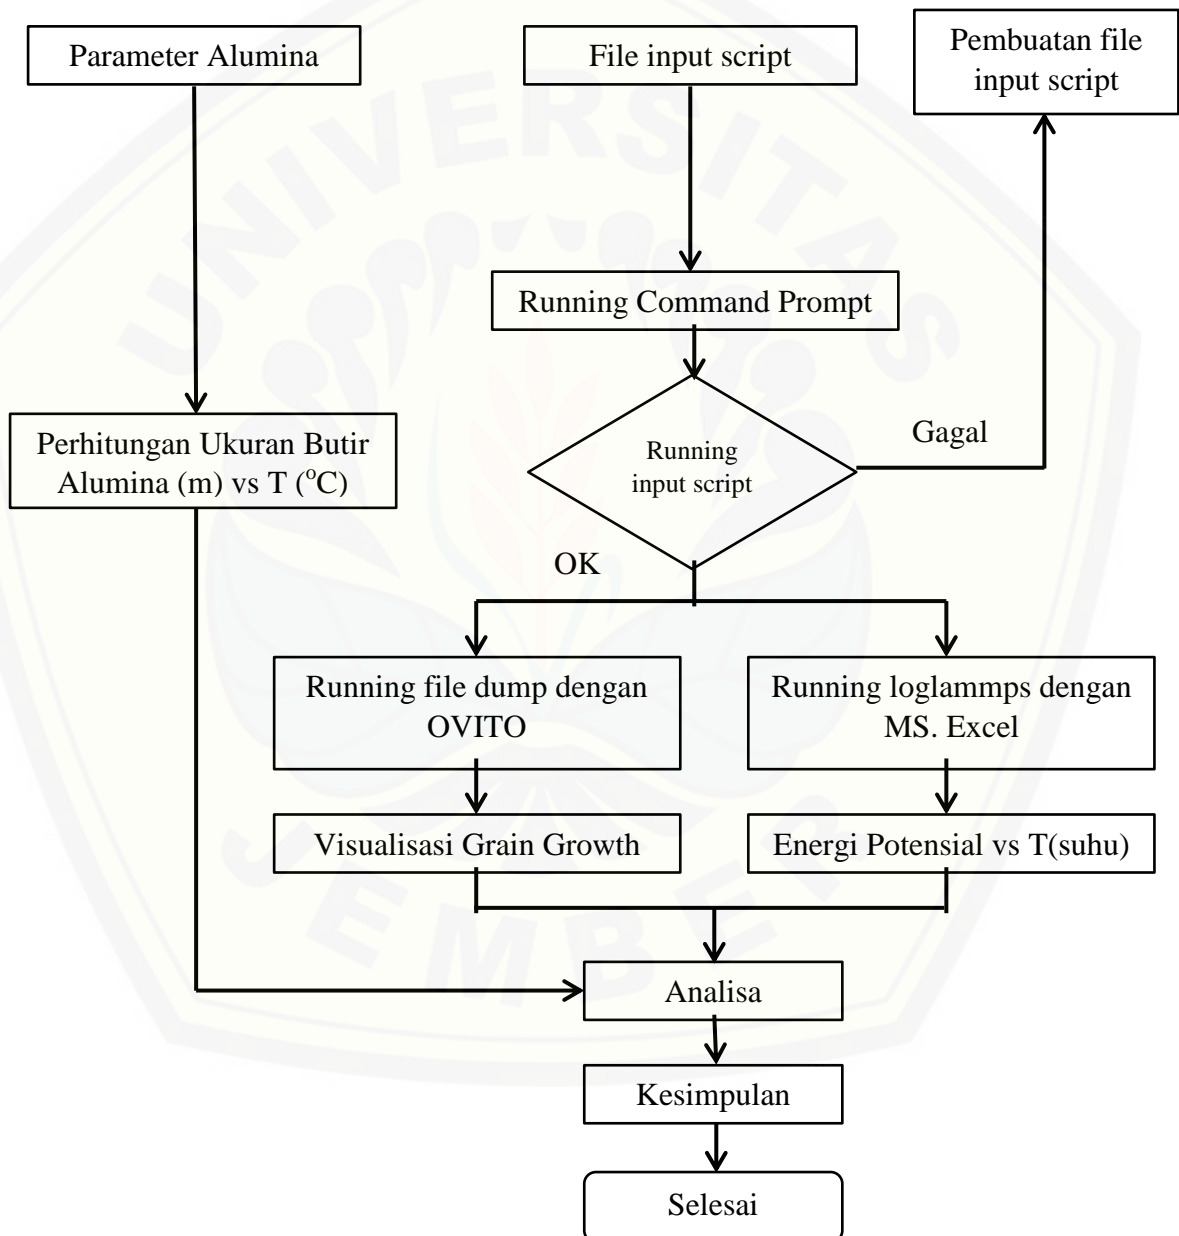 Parameter Alumina
File input script
Pembuatan file
input script
Running Command Prompt
Perhitungan Ukuran Butir
Alumina (m) vs T (°C)
Running
input script
Gagal
OK
Running file dump dengan
OVITO
Running loglammps dengan
MS. Excel
Visualisasi Grain Growth
Energi Potensial vs T(suhu)
Analisa
Kesimpulan
Selesai
UNIVERSITAS
JEMBER